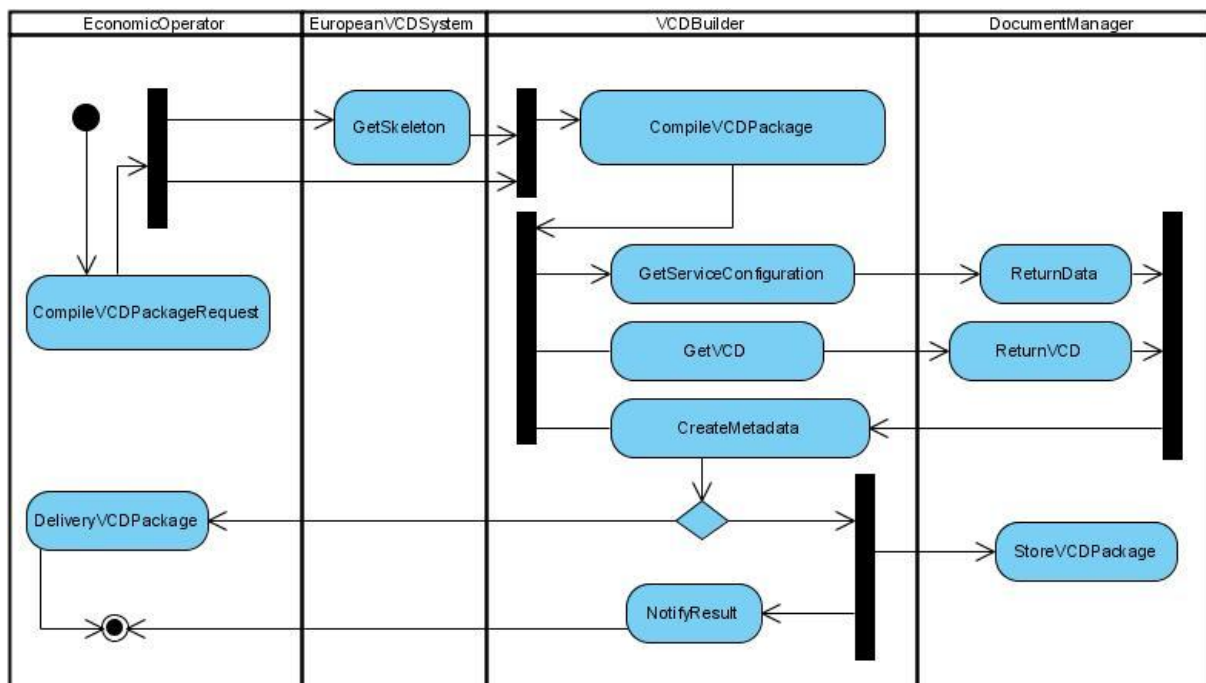 EconomicOperator
EuropeanVCDSystem
VCDBuilder
DocumentManager
GetSkeleton
CompileVCDPackage
GetServiceConfiguration
ReturnData
CompileVCDPackageRequest
GetVCD
ReturnVCD
CreateMetadata
DeliveryVCDPackage
StoreVCDPackage
NotifyResult